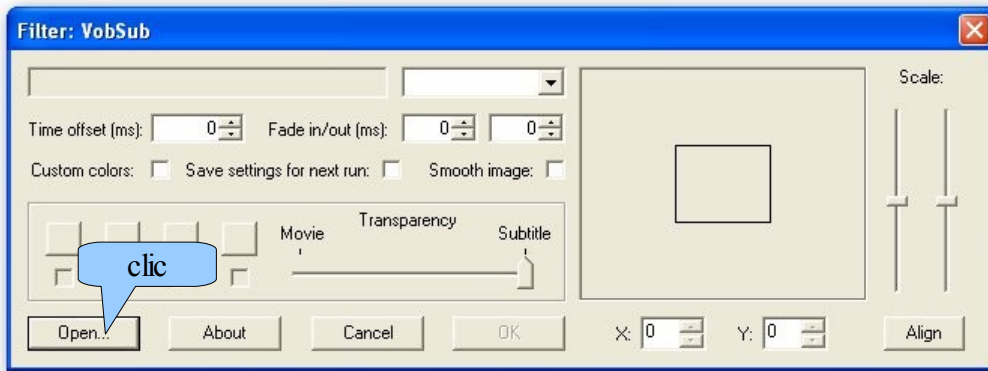 Filter: VobSub
Scale:
Time offset (ms): 0 Fade in/out (ms): 0 0
Custom colors: Save settings for next run: Smooth image:
Transparency
Movie Subtitle
clic
Open... About Cancel OK X: 0 Y: 0 Align